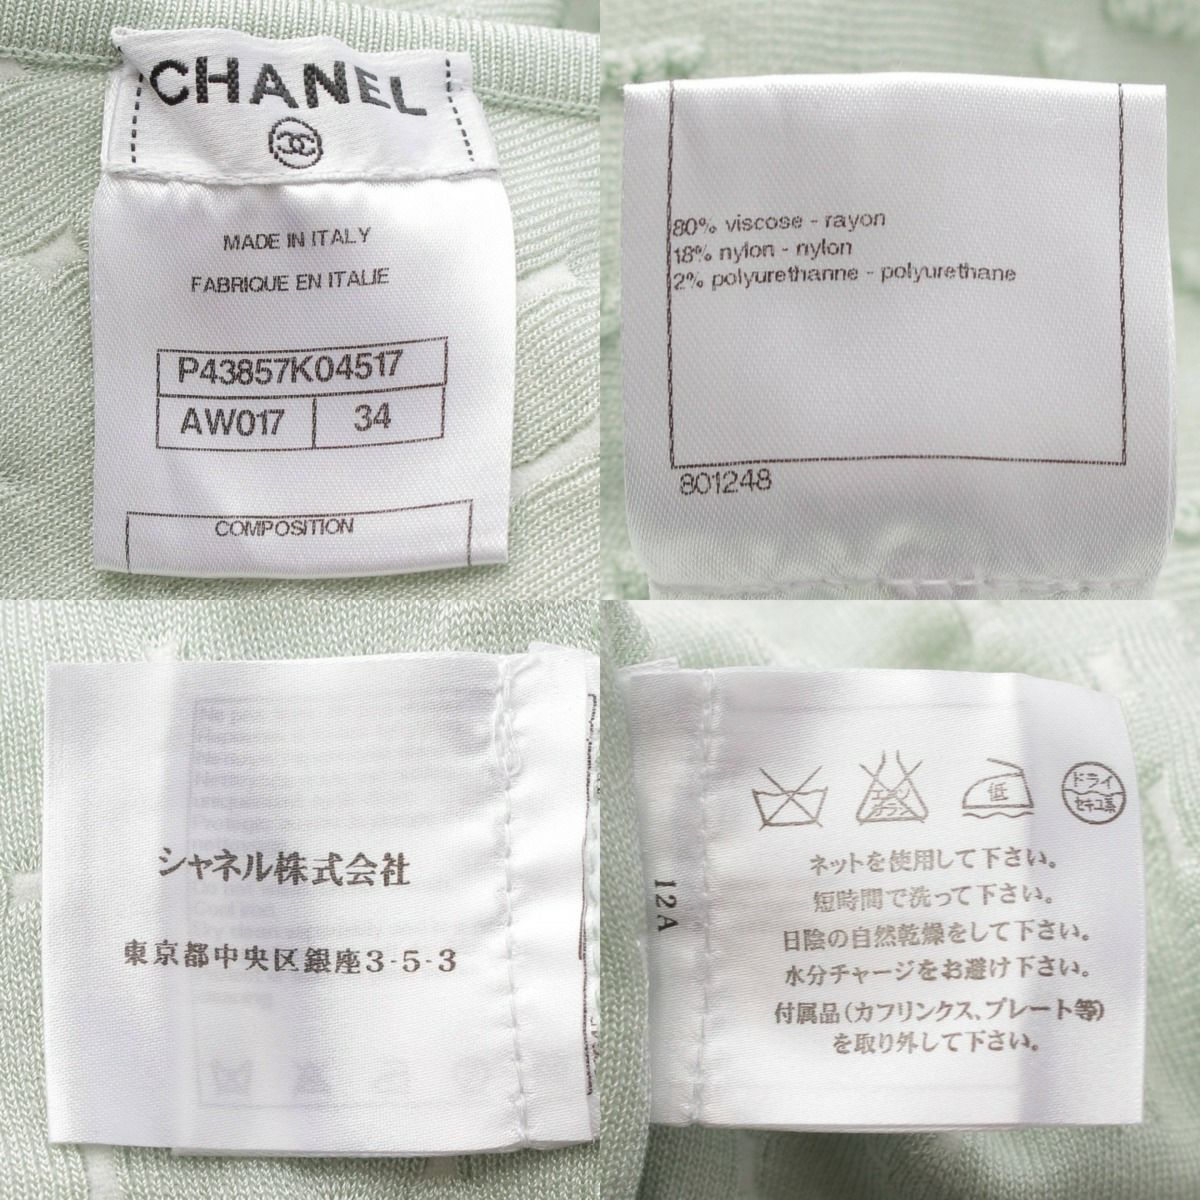 CHANEL
MADE IN ITALY
FABRIQUE EN ITALIE
P43857K04517
AW017 34
COMPOSITION
80% viscose - rayon
18% nylon - nylon
2% polyurethanne - polyurethane
801248
シャネル株式会社
東京都中央区銀座3-5-3
エンソ
サラシ
低
ドライ
セキユ系
12A
ネットを使用して下さい。
短時間で洗って下さい。
日陰の自然乾燥をして下さい。
水分チャージをお避け下さい。
付属品(カフリンクス、プレート等)
を取り外して下さい。